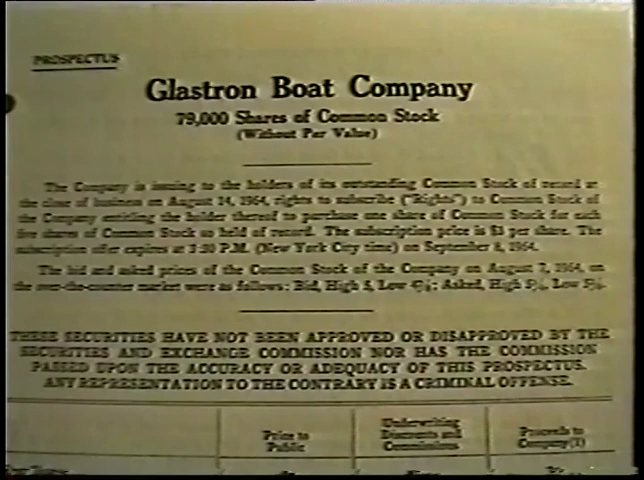 PROSPECTUS
Glastron Boat Company
79,000 Shares of Common Stock
(Without Par Value)
The Company is issuing to the holders of its outstanding Common Stock of record at
the close of business on August 14, 1964, rights to subscribe ("Rights") to Common Stock of
the Company entitling the holder thereof to purchase one share of Common Stock for each
five shares of Common Stock so held of record. The subscription price is $3 per share. The
subscription offer expires at 3:30 P.M. (New York City time) on September 8, 1964.
The bid and asked prices of the Common Stock of the Company on August 7, 1964, on
the over-the-counter market were as follows: Bid, High 5, Low ; Asked, High , Low
THESE SECURITIES HAVE NOT BEEN APPROVED OR DISAPPROVED BY THE
SECURITIES AND EXCHANGE COMMISSION NOR HAS THE COMMISSION
PASSED UPON THE ACCURACY OR ADEQUACY OF THIS PROSPECTUS.
ANY REPRESENTATION TO THE CONTRARY IS A CRIMINAL OFFENSE.
Price to
Public
Underwriting
Discounts and
Commissions
Proceeds to
Company(1)